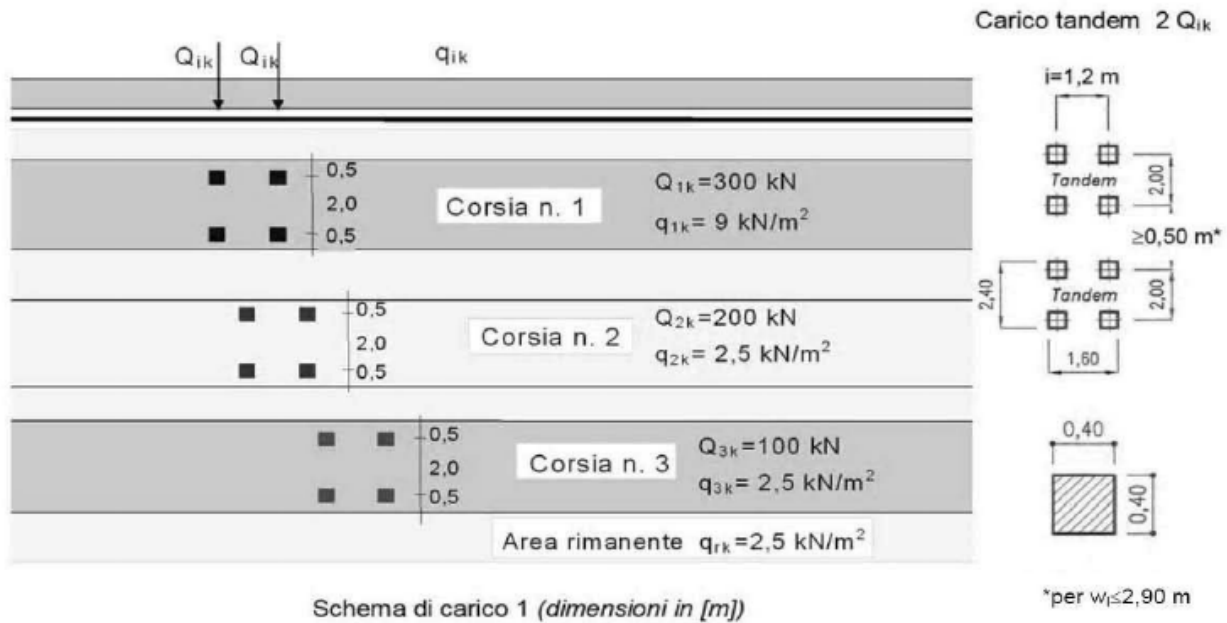 Carico tandem 2 Qik
Qik Qik qik
i=1,2 m
0,5
2,0
0,5
Corsia n. 1
Q1k=300 kN
q1k= 9 kN/m²
Tandem
2,00
≥0,50 m*
Tandem
2,00
2,40
1,60
0,5
2,0
0,5
Corsia n. 2
Q2k=200 kN
q2k= 2,5 kN/m²
0,5
2,0
0,5
Corsia n. 3
Q3k=100 kN
q3k= 2,5 kN/m²
0,40
0,40
Area rimanente qrk=2,5 kN/m²
Schema di carico 1 (dimensioni in [m])
*per wl≤2,90 m